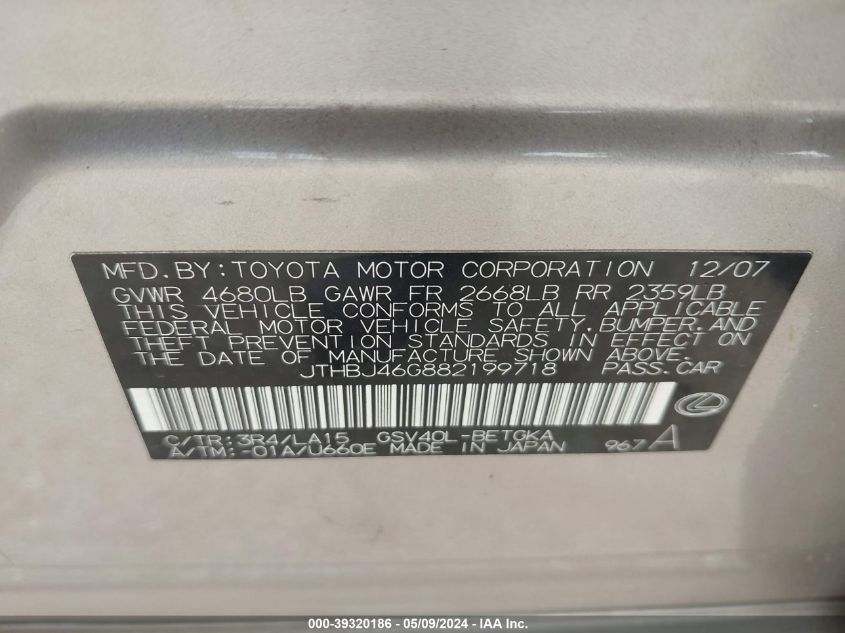 MFD.BY:TOYOTA MOTOR CORPORATION 12/07
GVWR 4680LB GAWR FR 2668LB RR 2359LB
THIS VEHICLE CONFORMS TO ALL APPLICABLE
FEDERAL MOTOR VEHICLE SAFETY,BUMPER,AND
THEFT PREVENTION STANDARDS IN EFFECT ON
THE DATE OF MANUFACTURE SHOWN ABOVE.
JTHBJ46G882199718 PASS.CAR
C/TR:3R4/LA15 GSV40L-BETGKA
A/TM:-01A/U660E MADE IN JAPAN 967 A
000-39320186 - 05/09/2024 - IAA Inc.